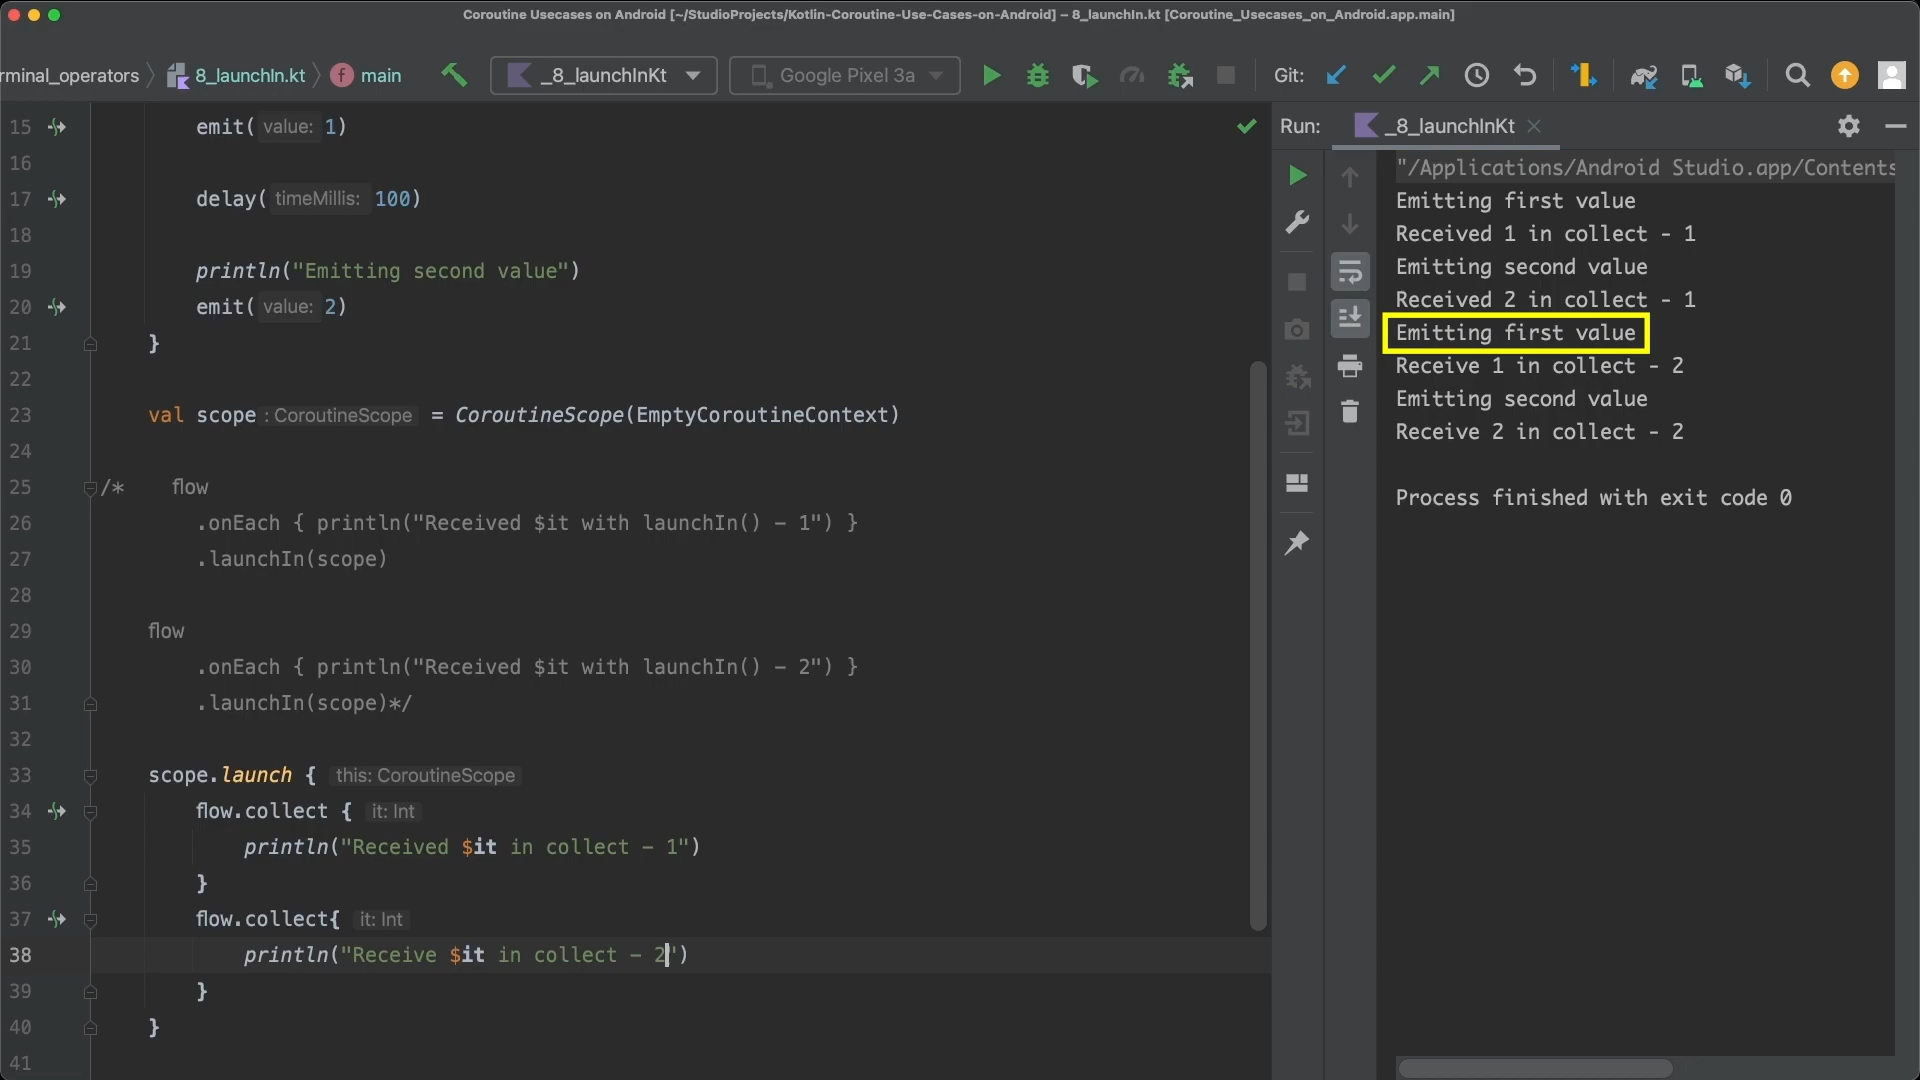 Coroutine Usecases on Android [~/StudioProjects/Kotlin-Coroutine-Use-Cases-on-Android] – 8_launchIn.kt [Coroutine_Usecases_on_Android.app.main]
rminal_operators 8_launchIn.kt f main _8_launchInKt Google Pixel 3a Git:
15 emit( value: 1)
16
17 delay( timeMillis: 100)
18
19 println("Emitting second value")
20 emit( value: 2)
21 }
22
23 val scope : CoroutineScope = CoroutineScope(EmptyCoroutineContext)
24
25 /* flow
26 .onEach { println("Received $it with launchIn() – 1") }
27 .launchIn(scope)
28
29 flow
30 .onEach { println("Received $it with launchIn() – 2") }
31 .launchIn(scope)*/
32
33 scope.launch { this: CoroutineScope
34 flow.collect { it: Int
35 println("Received $it in collect – 1")
36 }
37 flow.collect{ it: Int
38 println("Receive $it in collect – 2")
39 }
40 }
41
Run: _8_launchInKt
"/Applications/Android Studio.app/Contents
Emitting first value
Received 1 in collect - 1
Emitting second value
Received 2 in collect - 1
Emitting first value
Receive 1 in collect - 2
Emitting second value
Receive 2 in collect - 2
Process finished with exit code 0